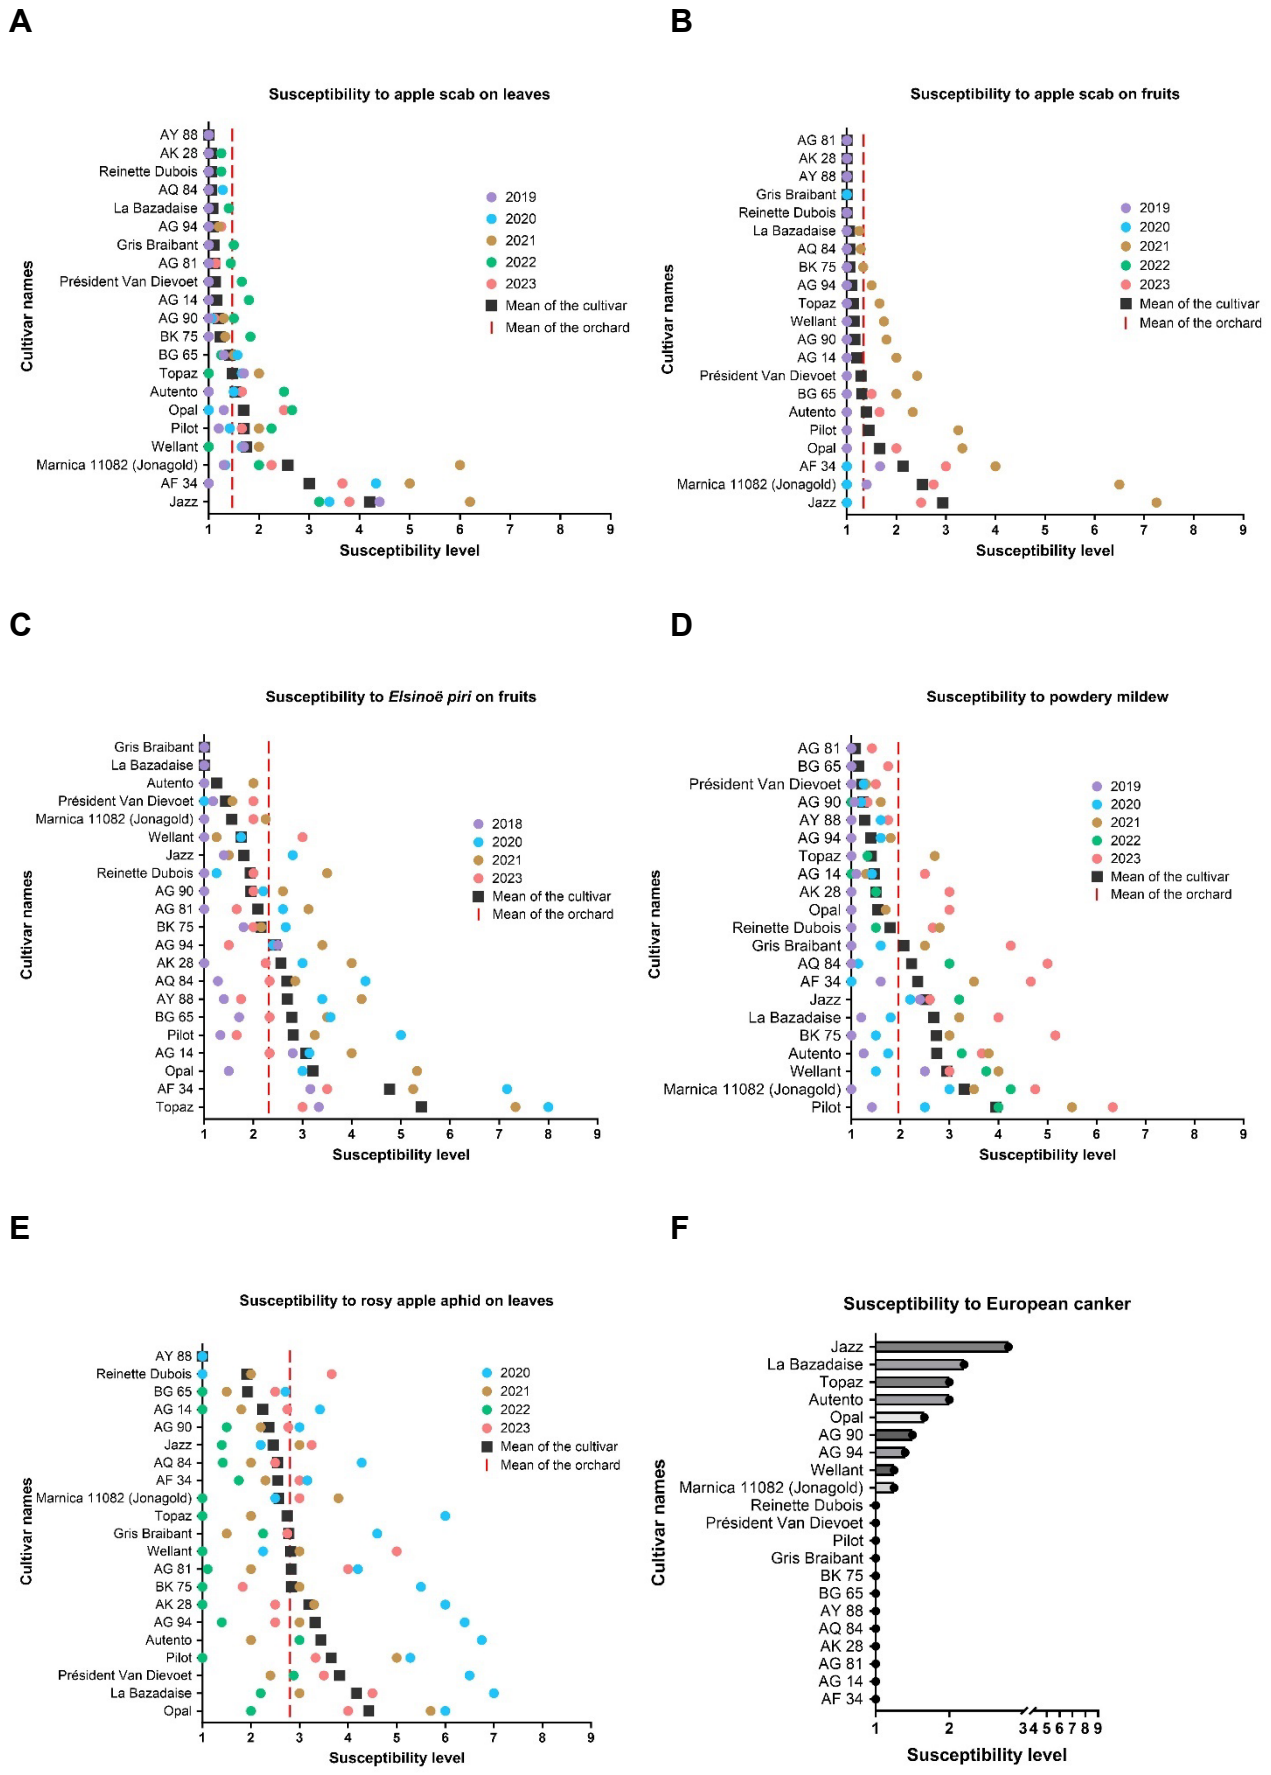 A
Susceptibility to apple scab on leaves
Cultivar names
AY 88
AK 28
Reinette Dubois
AQ 84
La Bazadaise
AG 94
Gris Braibant
AG 81
Président Van Dievoet
AG 14
AG 90
BK 75
BG 65
Topaz
Autento
Opal
Pilot
Wellant
Marnica 11082 (Jonagold)
AF 34
Jazz
1 2 3 4 5 6 7 8 9
Susceptibility level
2019
2020
2021
2022
2023
Mean of the cultivar
Mean of the orchard
B
Susceptibility to apple scab on fruits
Cultivar names
AG 81
AK 28
AY 88
Gris Braibant
Reinette Dubois
La Bazadaise
AQ 84
BK 75
AG 94
Topaz
Wellant
AG 90
AG 14
Président Van Dievoet
BG 65
Autento
Pilot
Opal
AF 34
Marnica 11082 (Jonagold)
Jazz
1 2 3 4 5 6 7 8 9
Susceptibility level
2019
2020
2021
2022
2023
Mean of the cultivar
Mean of the orchard
C
Susceptibility to Elsinoë piri on fruits
Cultivar names
Gris Braibant
La Bazadaise
Autento
Président Van Dievoet
Marnica 11082 (Jonagold)
Wellant
Jazz
Reinette Dubois
AG 90
AG 81
BK 75
AG 94
AK 28
AQ 84
AY 88
BG 65
Pilot
AG 14
Opal
AF 34
Topaz
1 2 3 4 5 6 7 8 9
Susceptibility level
2018
2020
2021
2023
Mean of the cultivar
Mean of the orchard
D
Susceptibility to powdery mildew
Cultivar names
AG 81
BG 65
Président Van Dievoet
AG 90
AY 88
AG 94
Topaz
AG 14
AK 28
Opal
Reinette Dubois
Gris Braibant
AQ 84
AF 34
Jazz
La Bazadaise
BK 75
Autento
Wellant
Marnica 11082 (Jonagold)
Pilot
1 2 3 4 5 6 7 8 9
Susceptibility level
2019
2020
2021
2022
2023
Mean of the cultivar
Mean of the orchard
E
Susceptibility to rosy apple aphid on leaves
Cultivar names
AY 88
Reinette Dubois
BG 65
AG 14
AG 90
Jazz
AQ 84
AF 34
Marnica 11082 (Jonagold)
Topaz
Gris Braibant
Wellant
AG 81
BK 75
AK 28
AG 94
Autento
Pilot
Président Van Dievoet
La Bazadaise
Opal
1 2 3 4 5 6 7 8 9
Susceptibility level
2020
2021
2022
2023
Mean of the cultivar
Mean of the orchard
F
Susceptibility to European canker
Cultivar names
Jazz
La Bazadaise
Topaz
Autento
Opal
AG 90
AG 94
Wellant
Marnica 11082 (Jonagold)
Reinette Dubois
Président Van Dievoet
Pilot
Gris Braibant
BK 75
BG 65
AY 88
AQ 84
AK 28
AG 81
AG 14
AF 34
1 2 3 4 5 6 7 8 9
Susceptibility level